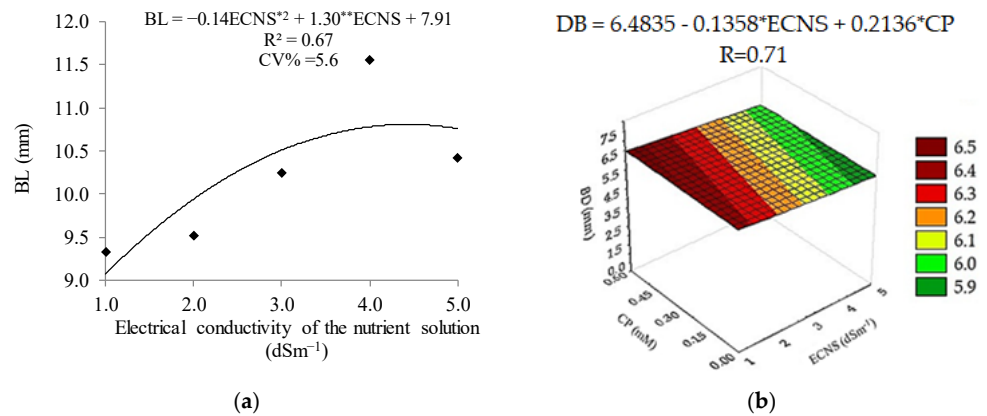 BL = −0.14ECNS*² + 1.30**ECNS + 7.91
R² = 0.67
CV% =5.6
12.0
11.5
11.0
10.5
10.0
9.5
9.0
BL (mm)
1.0 2.0 3.0 4.0 5.0
Electrical conductivity of the nutrient solution
(dSm⁻¹)
(a)
DB = 6.4835 - 0.1358*ECNS + 0.2136*CP
R=0.71
7.5
6.5
5.5
4.5
3.5
2.5
1.5
0.0
BD (mm)
0.60
0.45
0.30
0.15
0.00
CP (mM)
1 2 3 4 5
ECNS (dSm⁻¹)
6.5
6.4
6.3
6.2
6.1
6.0
5.9
(b)